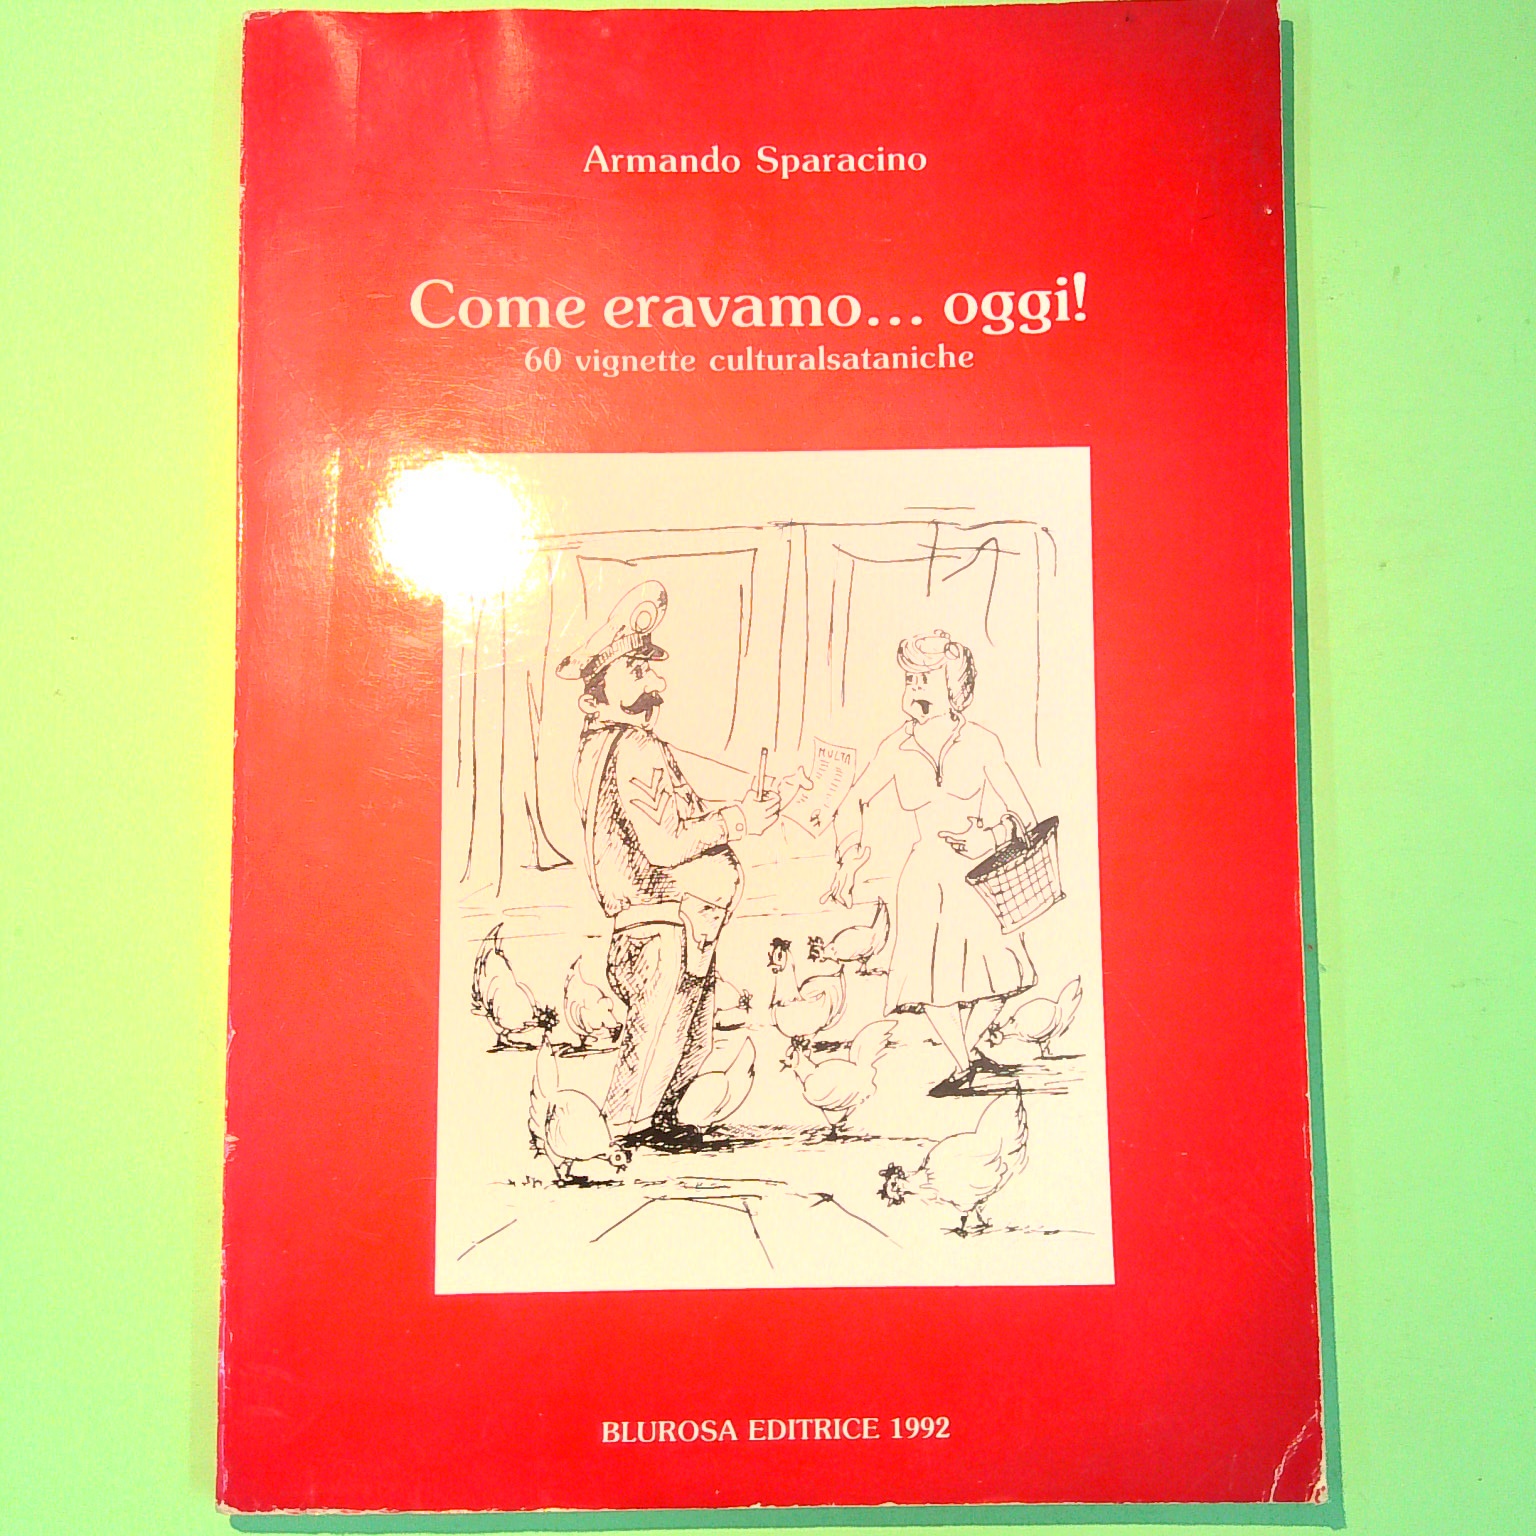 Armando Sparacino
Come eravamo... oggi!
60 vignette culturalsataniche
MULTA
BLUROSA EDITRICE 1992